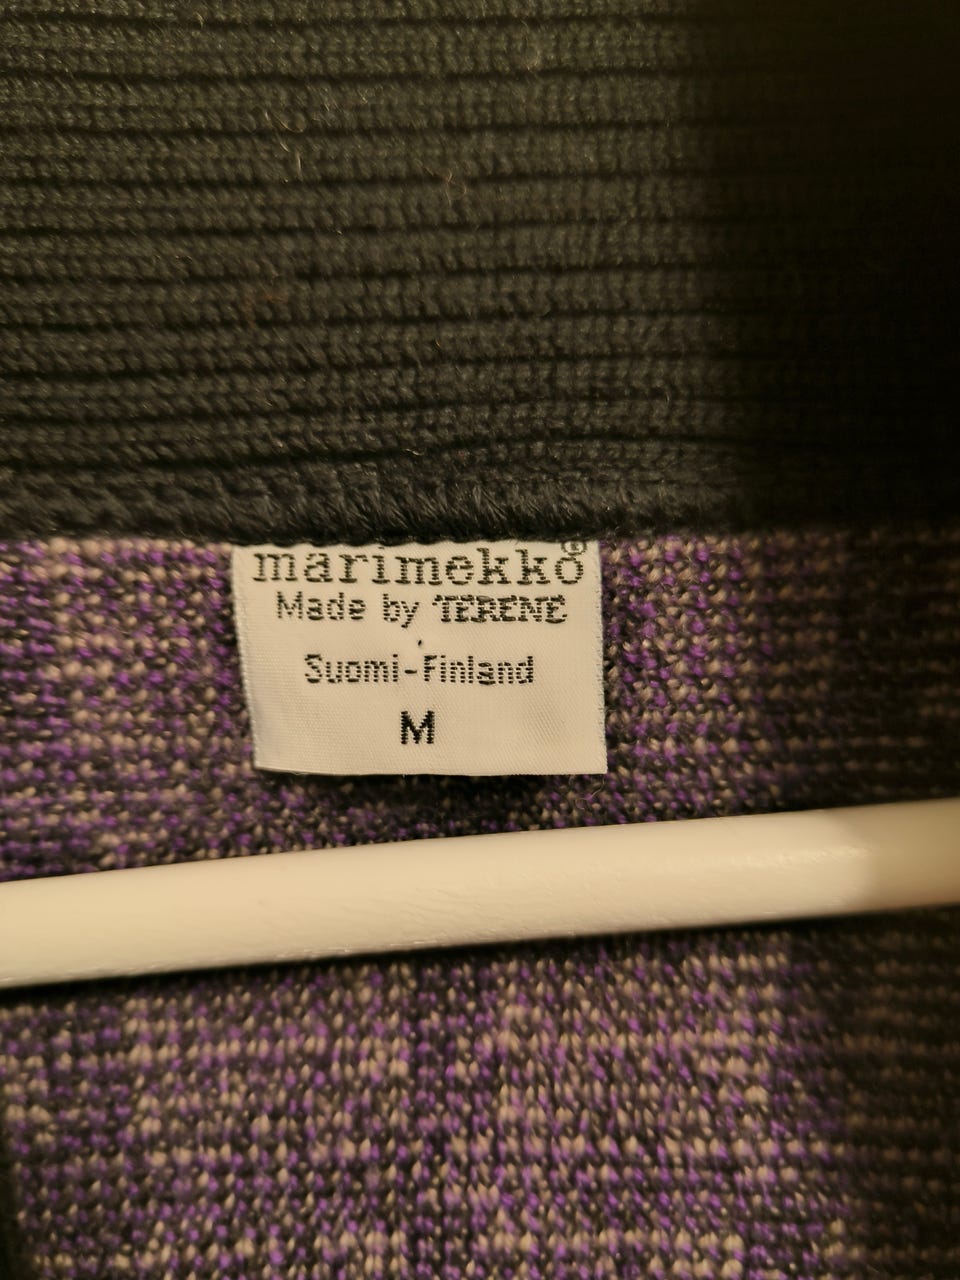 marimekko®
Made by TERENE
Suomi-Finland
M